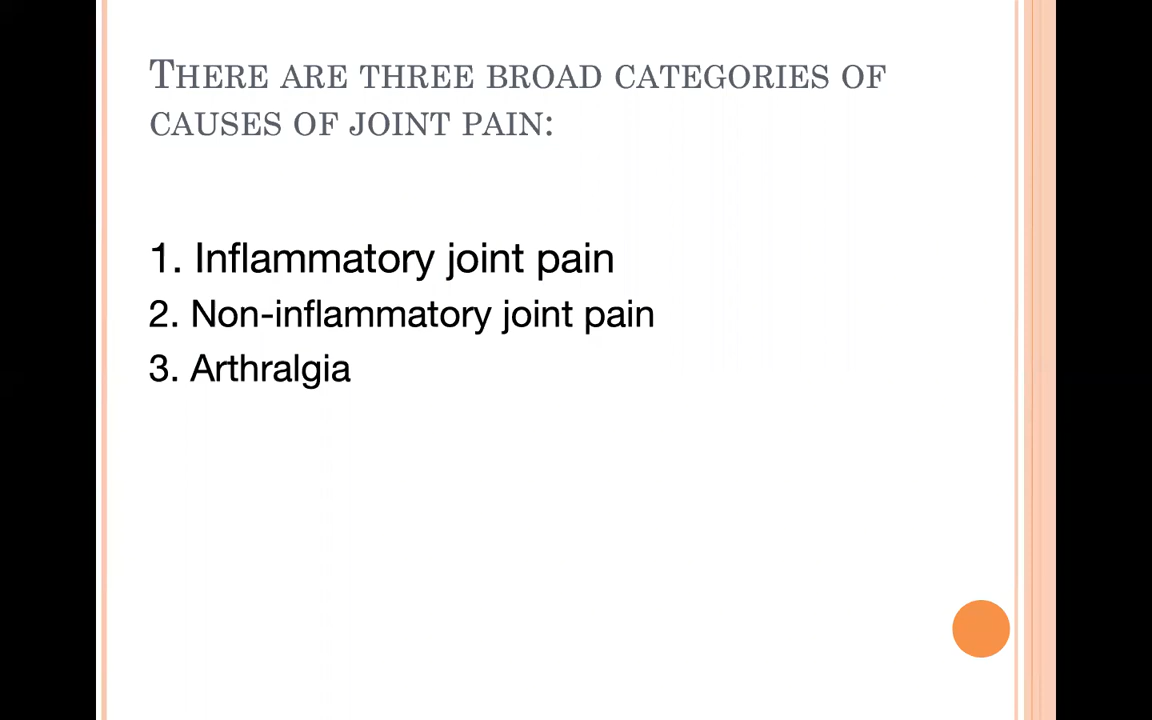 There are three broad categories of
causes of joint pain:
1. Inflammatory joint pain
2. Non-inflammatory joint pain
3. Arthralgia